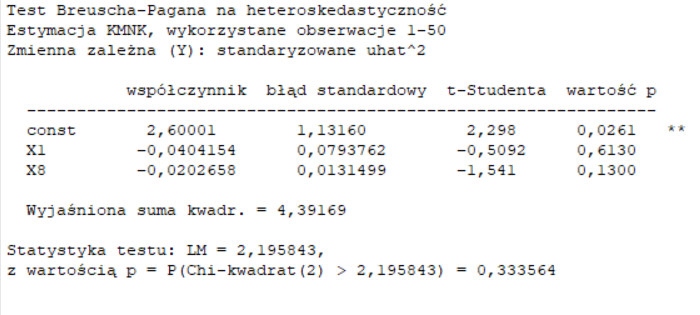 Test Breuscha-Pagana na heteroskedastyczność
Estymacja KMNK, wykorzystane obserwacje 1-50
Zmienna zależna (Y): standaryzowane uhat^2
współczynnik błąd standardowy t-Studenta wartość p
------------------------------------------------------------------
const 2,60001 1,13160 2,298 0,0261 **
X1 -0,0404154 0,0793762 -0,5092 0,6130
X8 -0,0202658 0,0131499 -1,541 0,1300
Wyjaśniona suma kwadr. = 4,39169
Statystyka testu: LM = 2,195843,
z wartością p = P(Chi-kwadrat(2) > 2,195843) = 0,333564